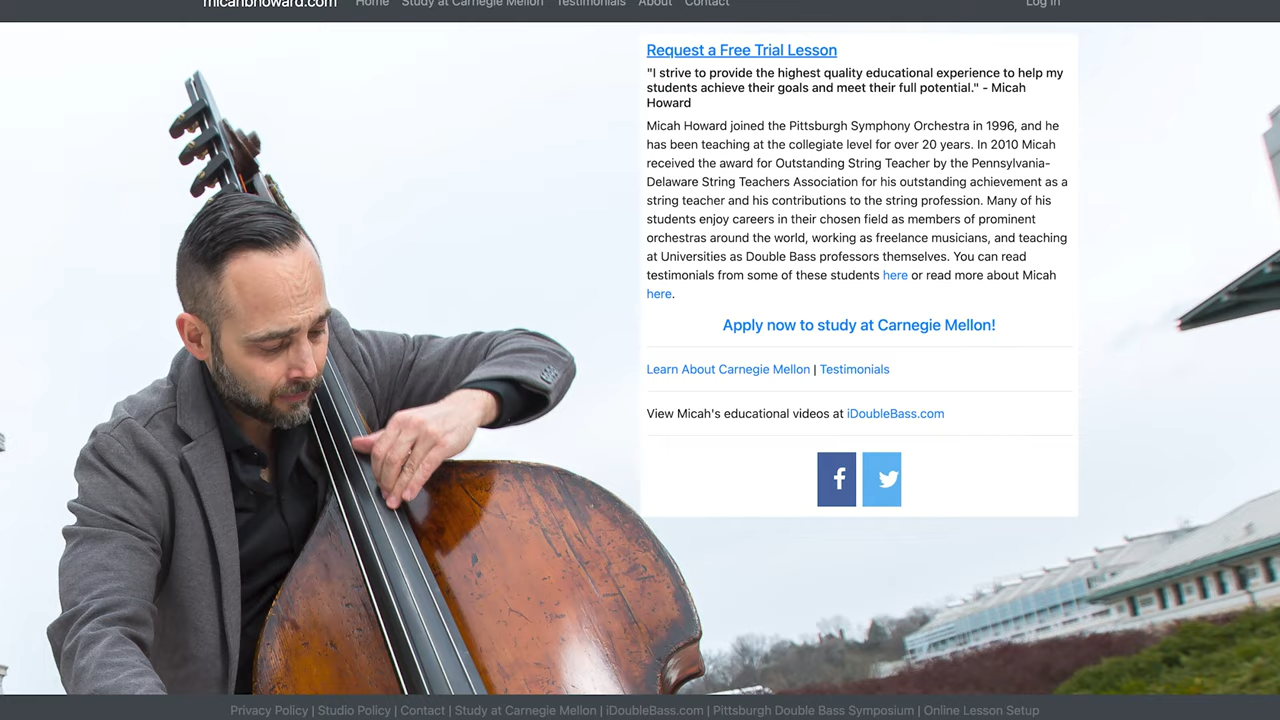 micahbhoward.com Home Study at Carnegie Mellon Testimonials About Contact Log In
Request a Free Trial Lesson
"I strive to provide the highest quality educational experience to help my
students achieve their goals and meet their full potential." - Micah
Howard
Micah Howard joined the Pittsburgh Symphony Orchestra in 1996, and he
has been teaching at the collegiate level for over 20 years. In 2010 Micah
received the award for Outstanding String Teacher by the Pennsylvania-
Delaware String Teachers Association for his outstanding achievement as a
string teacher and his contributions to the string profession. Many of his
students enjoy careers in their chosen field as members of prominent
orchestras around the world, working as freelance musicians, and teaching
at Universities as Double Bass professors themselves. You can read
testimonials from some of these students here or read more about Micah
here.
Apply now to study at Carnegie Mellon!
Learn About Carnegie Mellon | Testimonials
View Micah's educational videos at iDoubleBass.com
Privacy Policy | Studio Policy | Contact | Study at Carnegie Mellon | iDoubleBass.com | Pittsburgh Double Bass Symposium | Online Lesson Setup